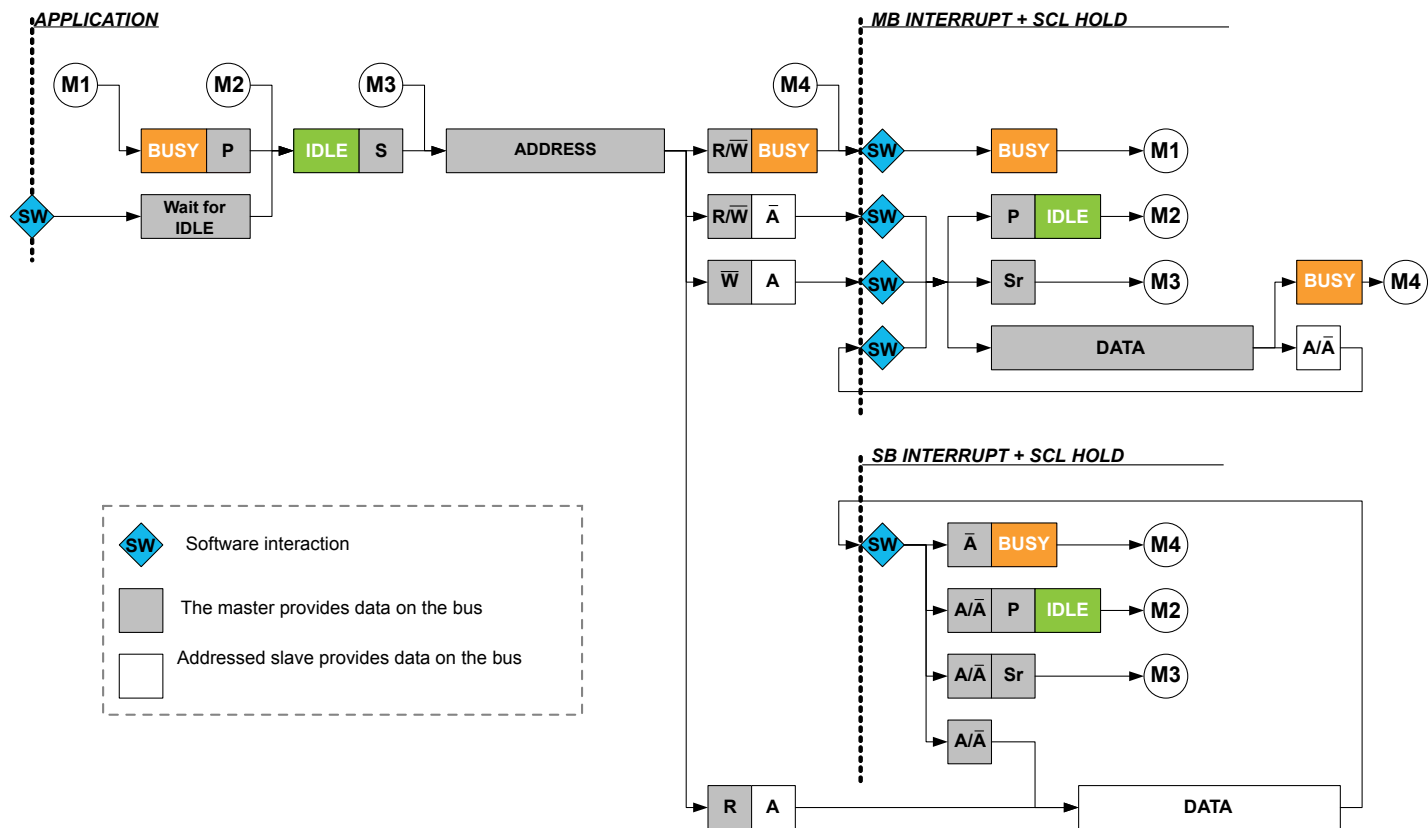 APPLICATION
MB INTERRUPT + SCL HOLD
M1
M2
M3
M4
BUSY P
IDLE S
ADDRESS
R/W̅ BUSY
SW
BUSY
M1
SW
Wait for
IDLE
R/W̅ A̅
SW
P IDLE
M2
W̅ A
SW
Sr
M3
BUSY
M4
SW
DATA
A/A̅
SB INTERRUPT + SCL HOLD
SW
A̅ BUSY
M4
A/A̅ P IDLE
M2
A/A̅ Sr
M3
A/A̅
R A
DATA
SW
Software interaction
The master provides data on the bus
Addressed slave provides data on the bus